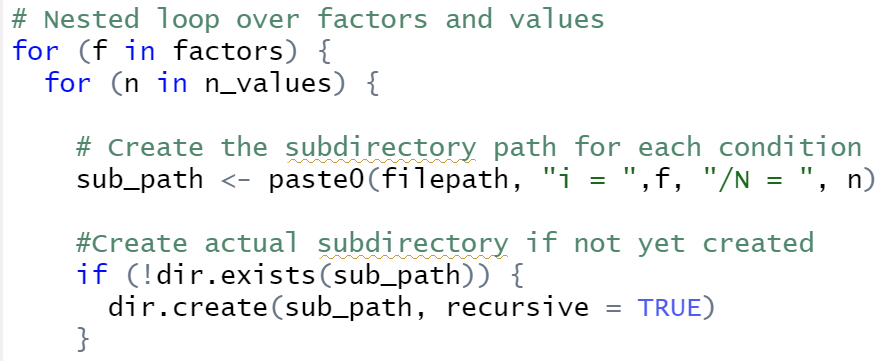 # Nested loop over factors and values
for (f in factors) {
  for (n in n_values) {

    # Create the subdirectory path for each condition
    sub_path <- paste0(filepath, "i = ",f, "/N = ", n)

    #Create actual subdirectory if not yet created
    if (!dir.exists(sub_path)) {
      dir.create(sub_path, recursive = TRUE)
    }